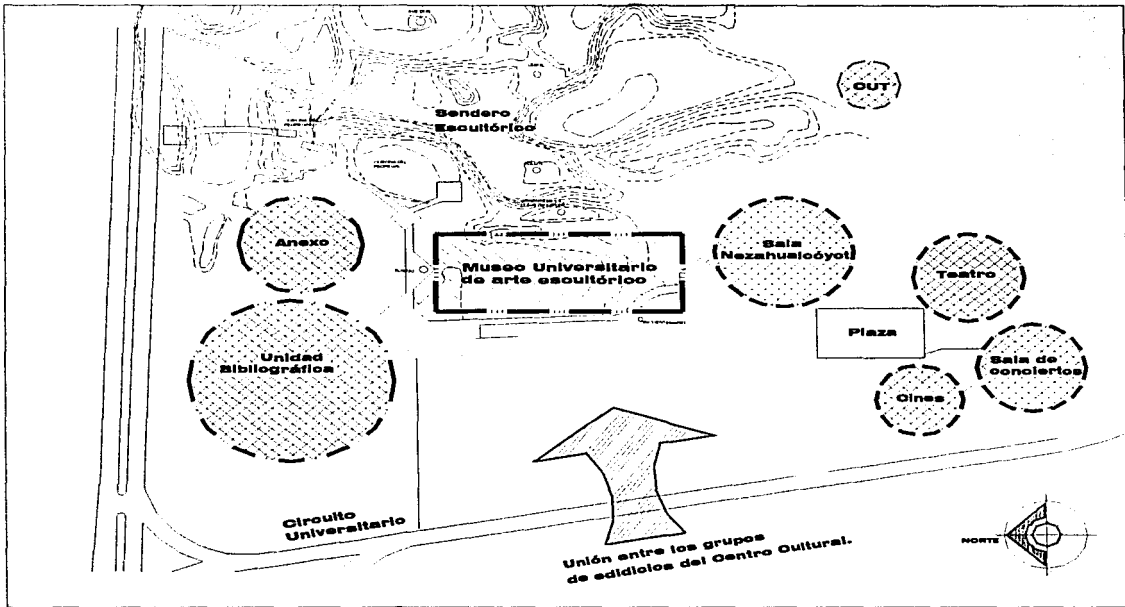 CUT
Sendero
Escultórico
Anexo
Sala
Nezahualcóyotl
Museo Universitario
de arte escultórico
Teatro
Plaza
Unidad
Bibliográfica
Sala de
conciertos
Cines
Circuito
Universitario
NORTE
Unión entre los grupos
de edidicios del Centro Cultural.